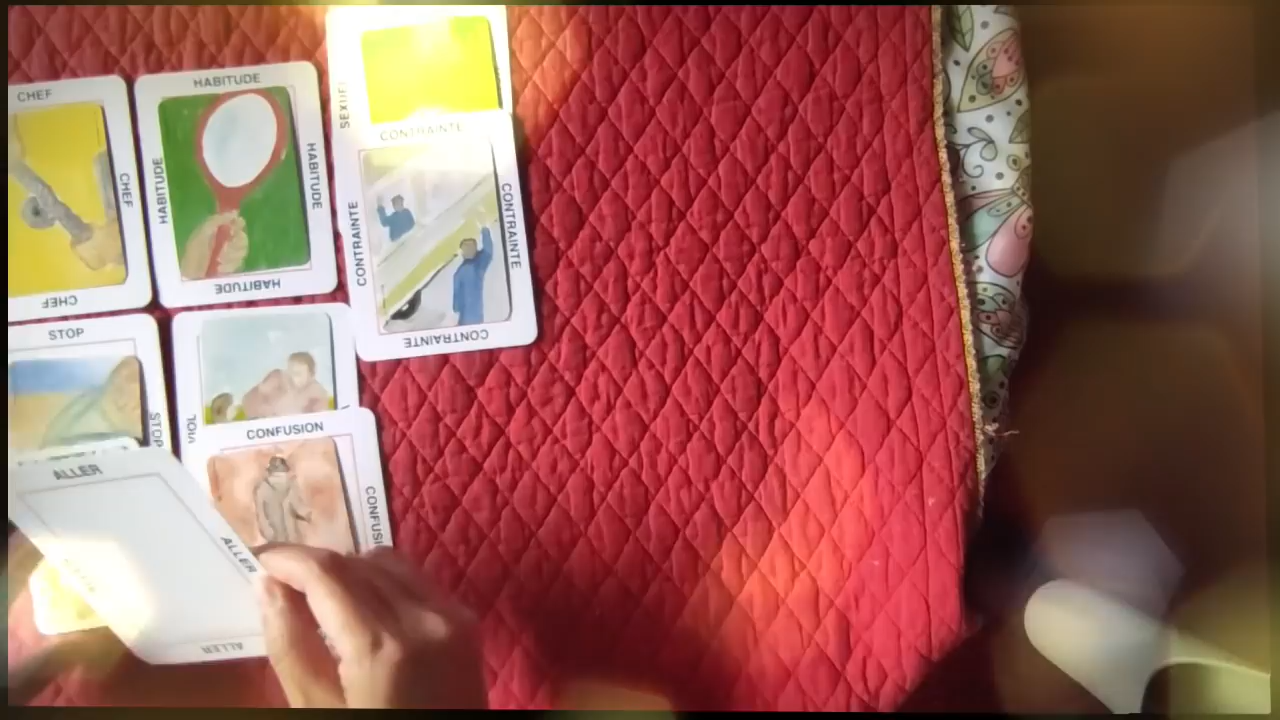 CHEF
CHEF
CHEF
HABITUDE
HABITUDE
HABITUDE
HABITUDE
SEXUEL
CONTRAINTE
CONTRAINTE
CONTRAINTE
CONTRAINTE
STOP
STOP
VIOL
CONFUSION
CONFUSI
ALLER
ALLER
ALLER